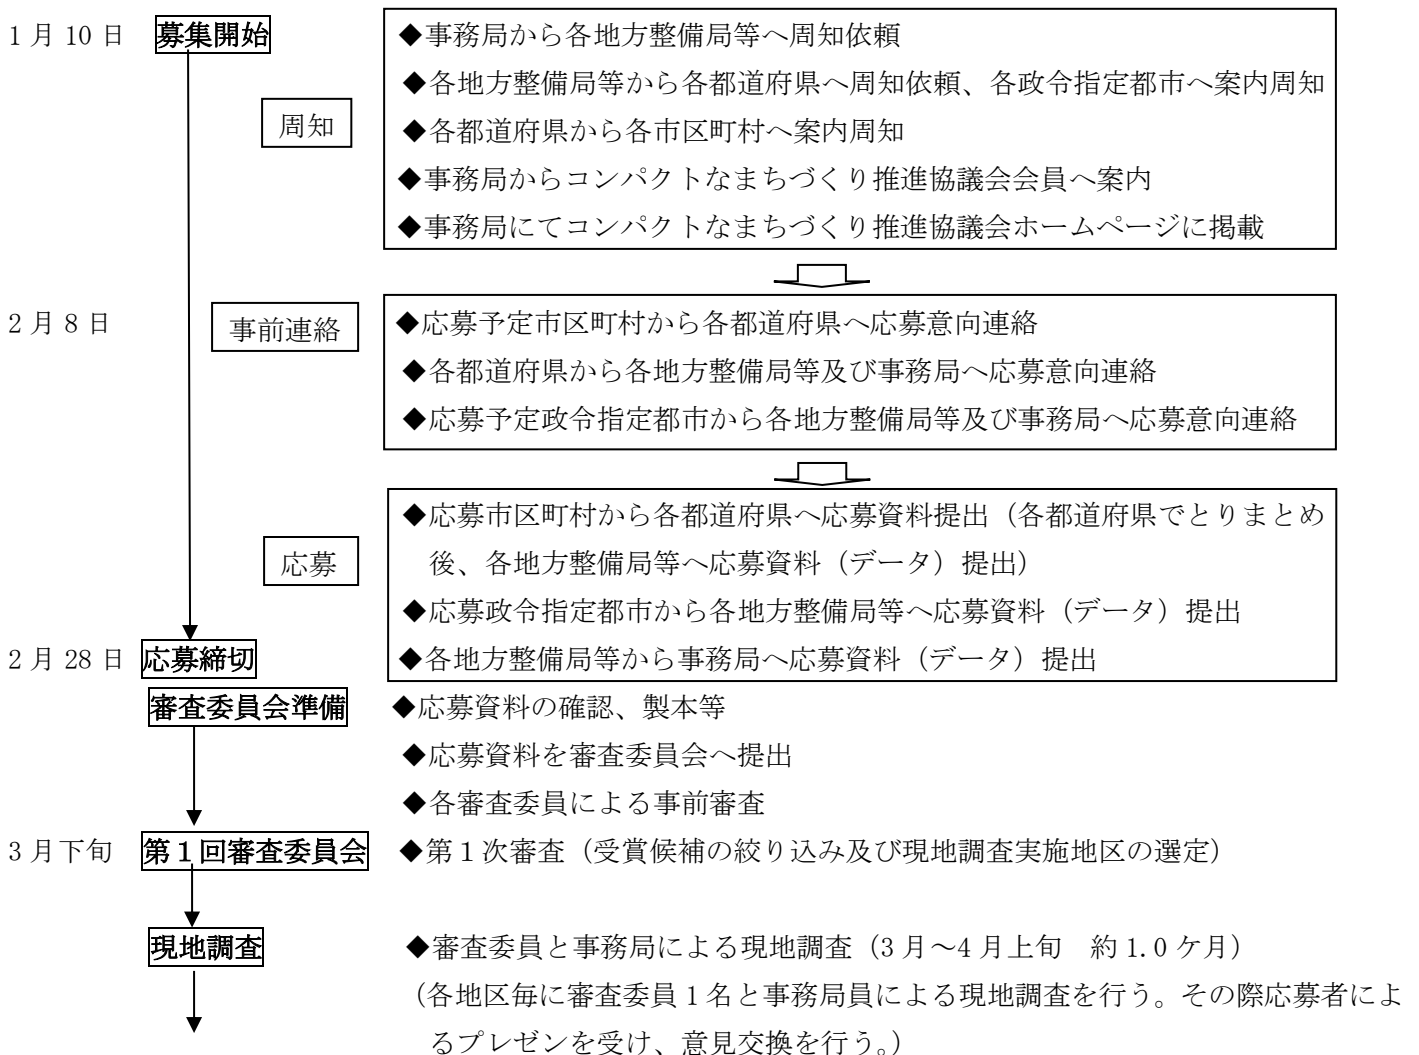 1月10日 募集開始
◆事務局から各地方整備局等へ周知依頼
◆各地方整備局等から各都道府県へ周知依頼、各政令指定都市へ案内周知
周知
◆各都道府県から各市区町村へ案内周知
◆事務局からコンパクトなまちづくり推進協議会会員へ案内
◆事務局にてコンパクトなまちづくり推進協議会ホームページに掲載
2月8日
事前連絡
◆応募予定市区町村から各都道府県へ応募意向連絡
◆各都道府県から各地方整備局等及び事務局へ応募意向連絡
◆応募予定政令指定都市から各地方整備局等及び事務局へ応募意向連絡
応募
◆応募市区町村から各都道府県へ応募資料提出（各都道府県でとりまとめ
後、各地方整備局等へ応募資料（データ）提出）
◆応募政令指定都市から各地方整備局等へ応募資料（データ）提出
2月28日 応募締切
◆各地方整備局等から事務局へ応募資料（データ）提出
審査委員会準備
◆応募資料の確認、製本等
◆応募資料を審査委員会へ提出
◆各審査委員による事前審査
3月下旬 第１回審査委員会
◆第１次審査（受賞候補の絞り込み及び現地調査実施地区の選定）
現地調査
◆審査委員と事務局による現地調査（3月～4月上旬　約1.0ケ月）
（各地区毎に審査委員1名と事務局員による現地調査を行う。その際応募者によ
るプレゼンを受け、意見交換を行う。）